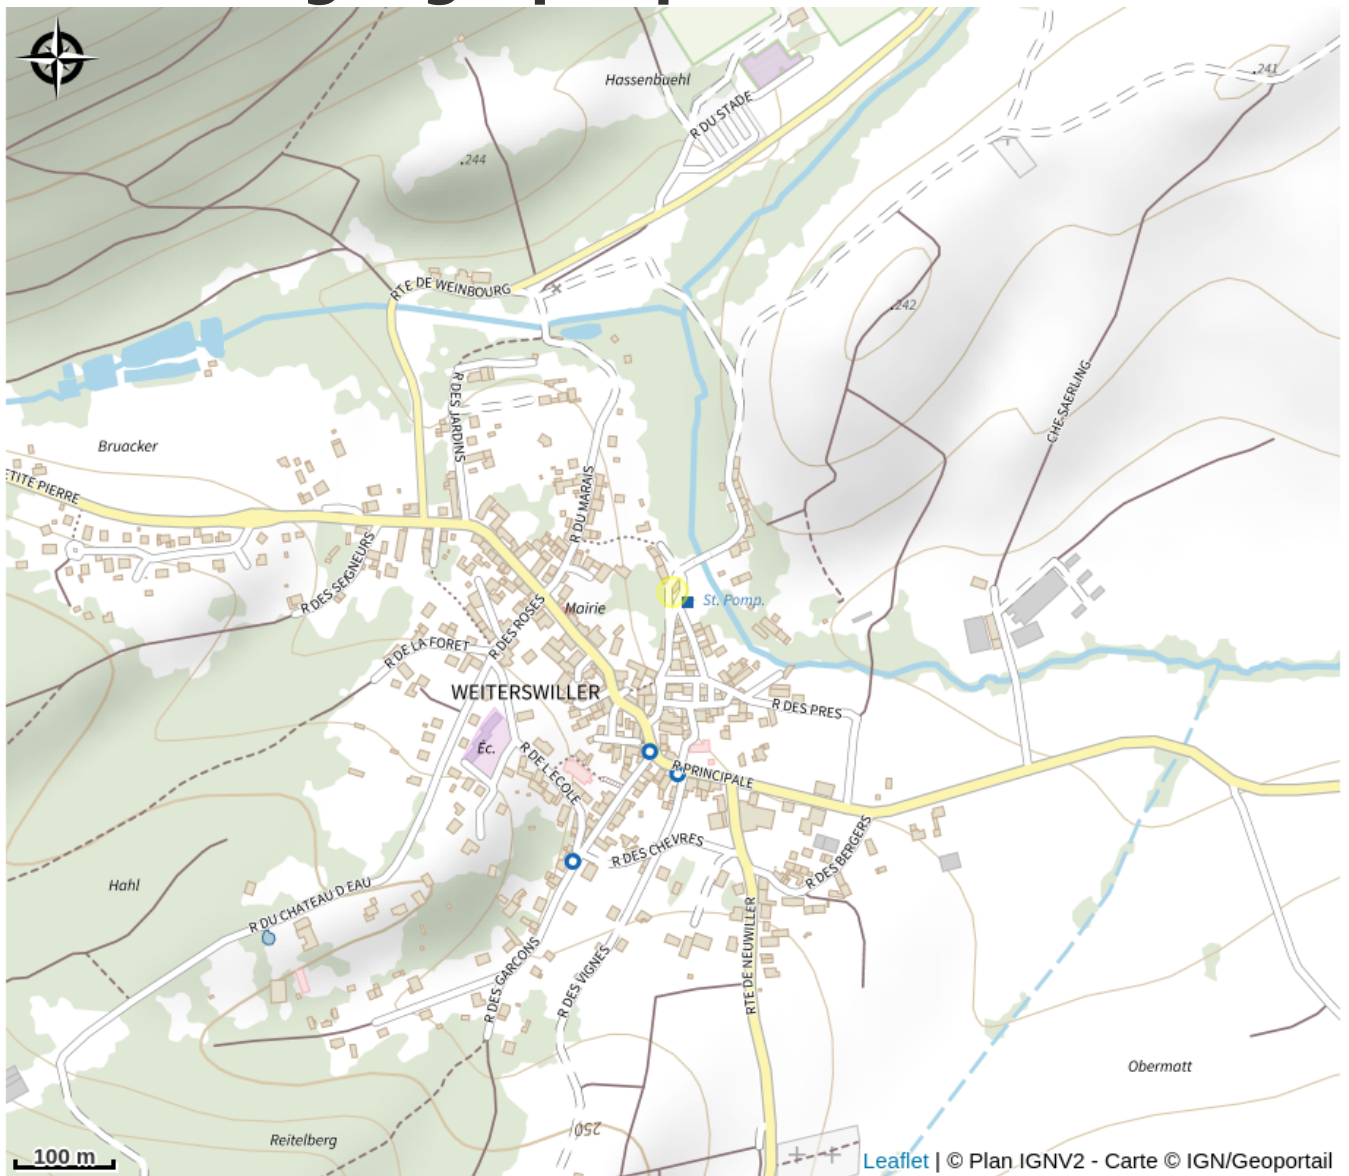 Hassenbuehl
R DU STADE
.241
.244
RTE DE WEINBOURG
.242
CHE SAERLING
R DES JARDINS
Bruacker
ETITE PIERRE
R DU MARAIS
R DES SEIGNEURS
R DES ROSES
Mairie
St. Pomp.
R DE LA FORET
WEITERSWILLER
R DES PRES
Éc.
R DE L'ECOLE
R PRINCIPALE
R DES CHEVRES
R DES BERGERS
Hahl
R DU CHATEAU D EAU
R DES GARCONS
R DES VIGNES
RTE DE NEUWILLER
Obermatt
250
Reitelberg
100 m
Leaflet | © Plan IGNV2 - Carte © IGN/Geoportail